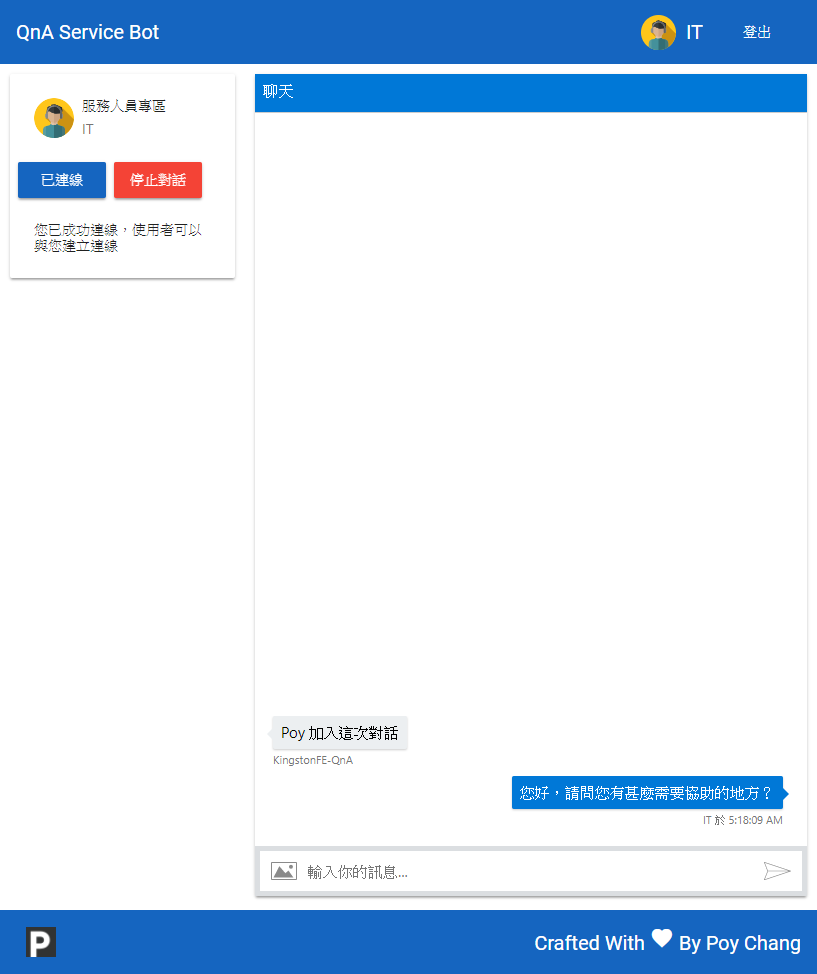 QnA Service Bot
IT
登出
服務人員專區
IT
已連線
停止對話
您已成功連線，使用者可以
與您建立連線
聊天
Poy 加入這次對話
KingstonFE-QnA
您好，請問您有甚麼需要協助的地方？
IT 於 5:18:09 AM
輸入你的訊息...
P
Crafted With By Poy Chang